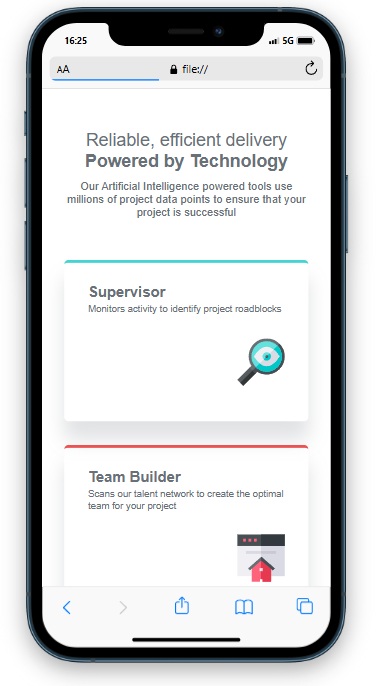 16:25
5G
AA
file://
Reliable, efficient delivery
Powered by Technology
Our Artificial Intelligence powered tools use
millions of project data points to ensure that your
project is successful
Supervisor
Monitors activity to identify project roadblocks
Team Builder
Scans our talent network to create the optimal
team for your project